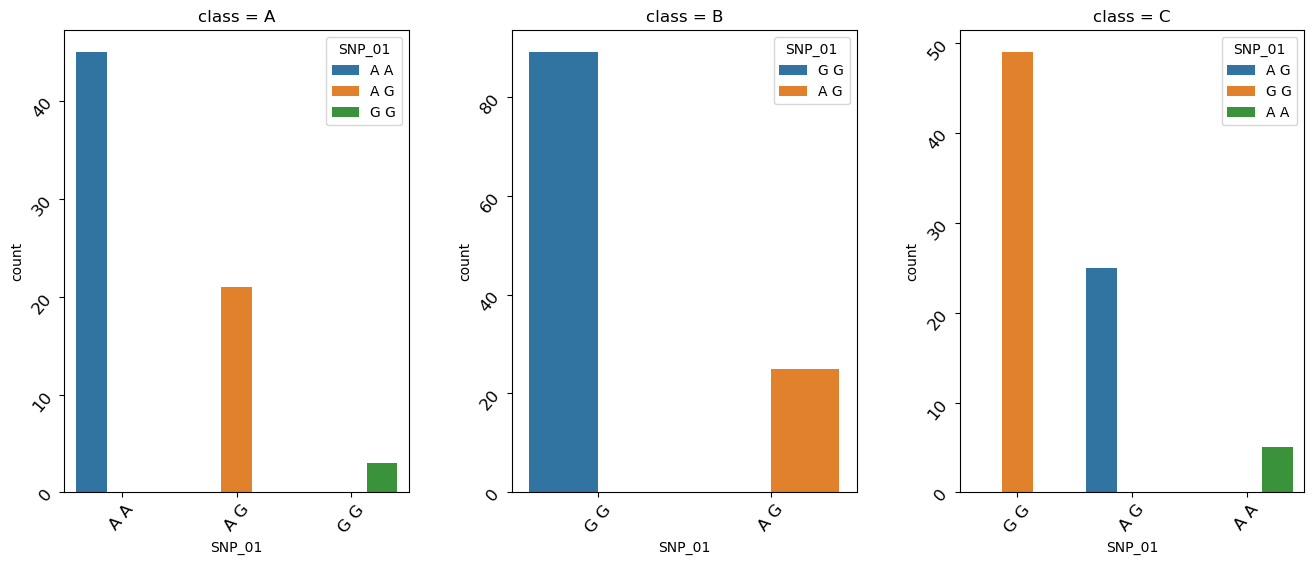 class = A
SNP_01
A A
A G
G G
40
30
20
10
0
count
A A
A G
G G
SNP_01
class = B
SNP_01
G G
A G
80
60
40
20
0
count
G G
A G
SNP_01
class = C
SNP_01
A G
G G
A A
50
40
30
20
10
0
count
G G
A G
A A
SNP_01